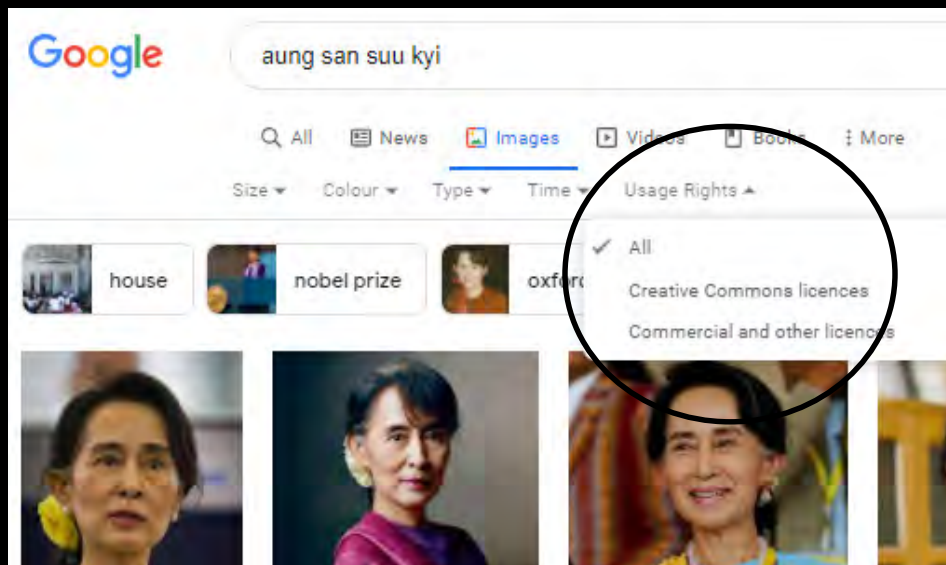 Google
aung san suu kyi
All News Images Videos Books More
Size Colour Type Time Usage Rights
All
Creative Commons licences
Commercial and other licences
house nobel prize oxford